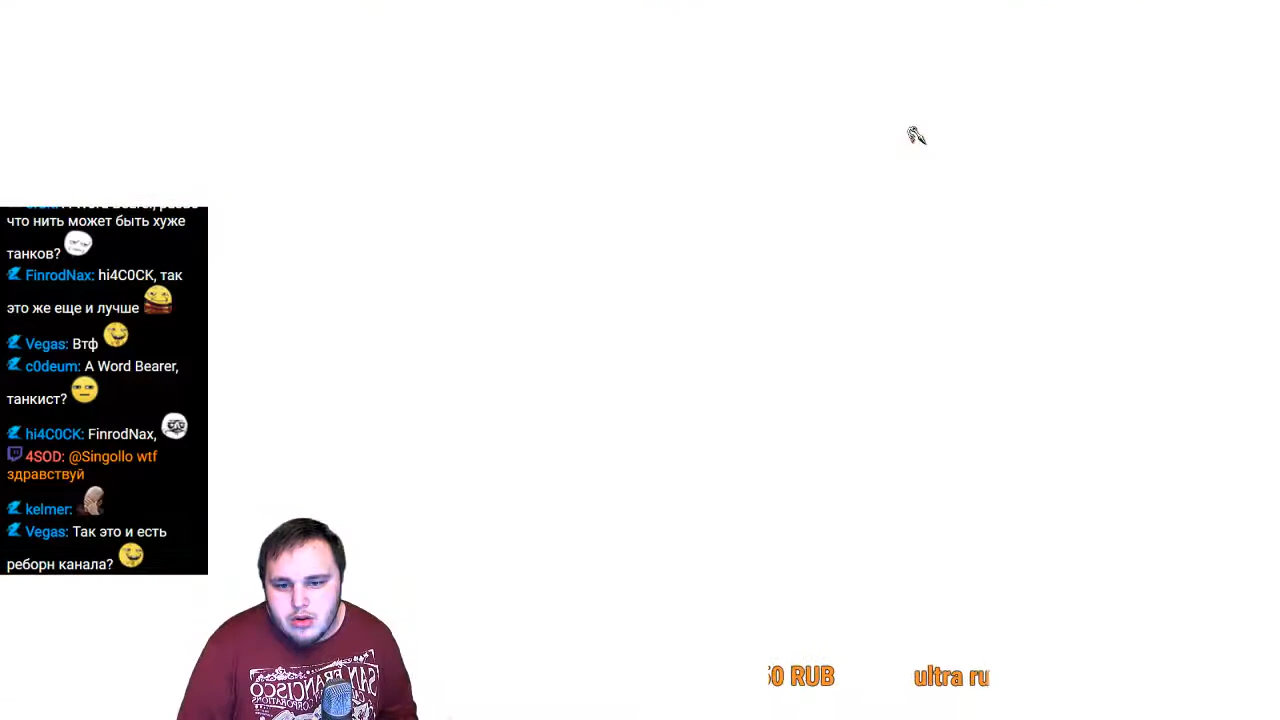 что нить может быть хуже
танков?
FinrodNax: hi4C0CK, так
это же еще и лучше
Vegas: Втф
c0deum: A Word Bearer,
танкист?
hi4C0CK: FinrodNax,
4SOD: @Singollo wtf
здравствуй
kelmer:
Vegas: Так это и есть
реборн канала?
SAN FRANCISCO
RUB ultra ru